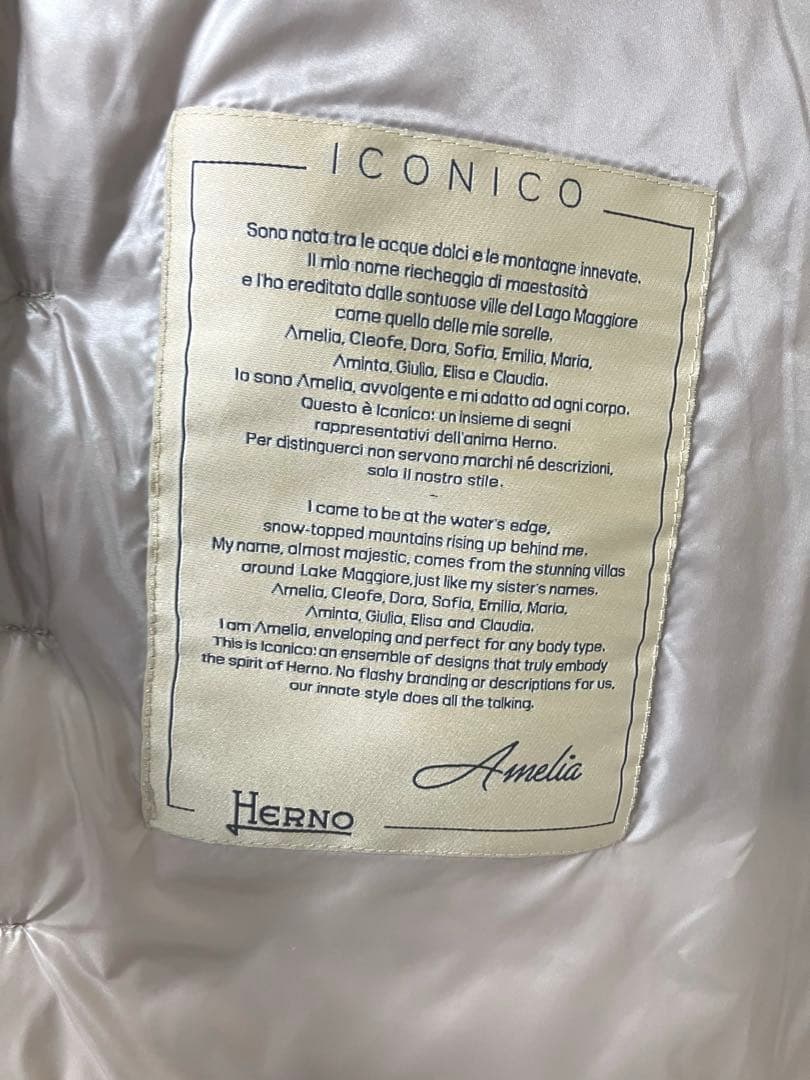 ICONICO
Sono nata tra le acque dolci e le montagne innevate.
Il mio nome riecheggia di maestosità
e l'ho ereditato dalle sontuose ville del Lago Maggiore
come quello delle mie sorelle,
Amelia, Cleofe, Dora, Sofia, Emilia, Maria,
Aminta, Giulia, Elisa e Claudia.
Io sono Amelia, avvolgente e mi adatto ad ogni corpo.
Questo è Iconico: un insieme di segni
rappresentativi dell'anima Herno.
Per distinguerci non servono marchi né descrizioni,
solo il nostro stile.
~
I came to be at the water's edge,
snow-topped mountains rising up behind me.
My name, almost majestic, comes from the stunning villas
around Lake Maggiore, just like my sister's names.
Amelia, Cleofe, Dora, Sofia, Emilia, Maria,
Aminta, Giulia, Elisa and Claudia.
I am Amelia, enveloping and perfect for any body type.
This is Iconico: an ensemble of designs that truly embody
the spirit of Herno. No flashy branding or descriptions for us,
our innate style does all the talking.
Amelia
HERNO